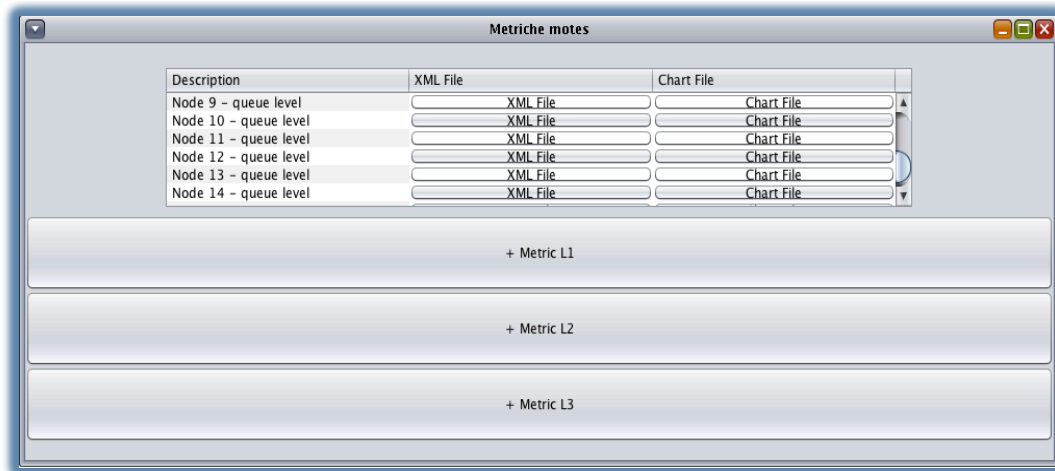 Metriche motes
Description XML File Chart File
Node 9 – queue level XML File Chart File
Node 10 – queue level XML File Chart File
Node 11 – queue level XML File Chart File
Node 12 – queue level XML File Chart File
Node 13 – queue level XML File Chart File
Node 14 – queue level XML File Chart File
+ Metric L1
+ Metric L2
+ Metric L3